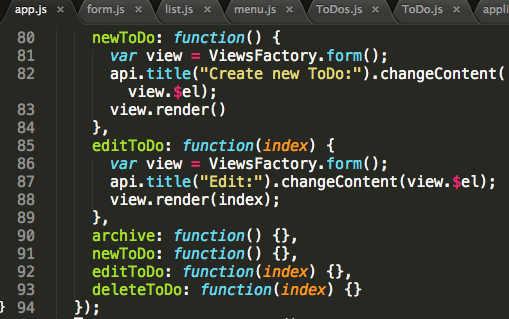 app.js × form.js × list.js × menu.js × ToDos.js × ToDo.js × appli
80 newToDo: function() {
81 var view = ViewsFactory.form();
82 api.title("Create new ToDo:").changeContent(
view.$el);
83 view.render()
84 },
85 editToDo: function(index) {
86 var view = ViewsFactory.form();
87 api.title("Edit:").changeContent(view.$el);
88 view.render(index);
89 },
90 archive: function() {},
91 newToDo: function() {},
92 editToDo: function(index) {},
93 deleteToDo: function(index) {}
} 94 });